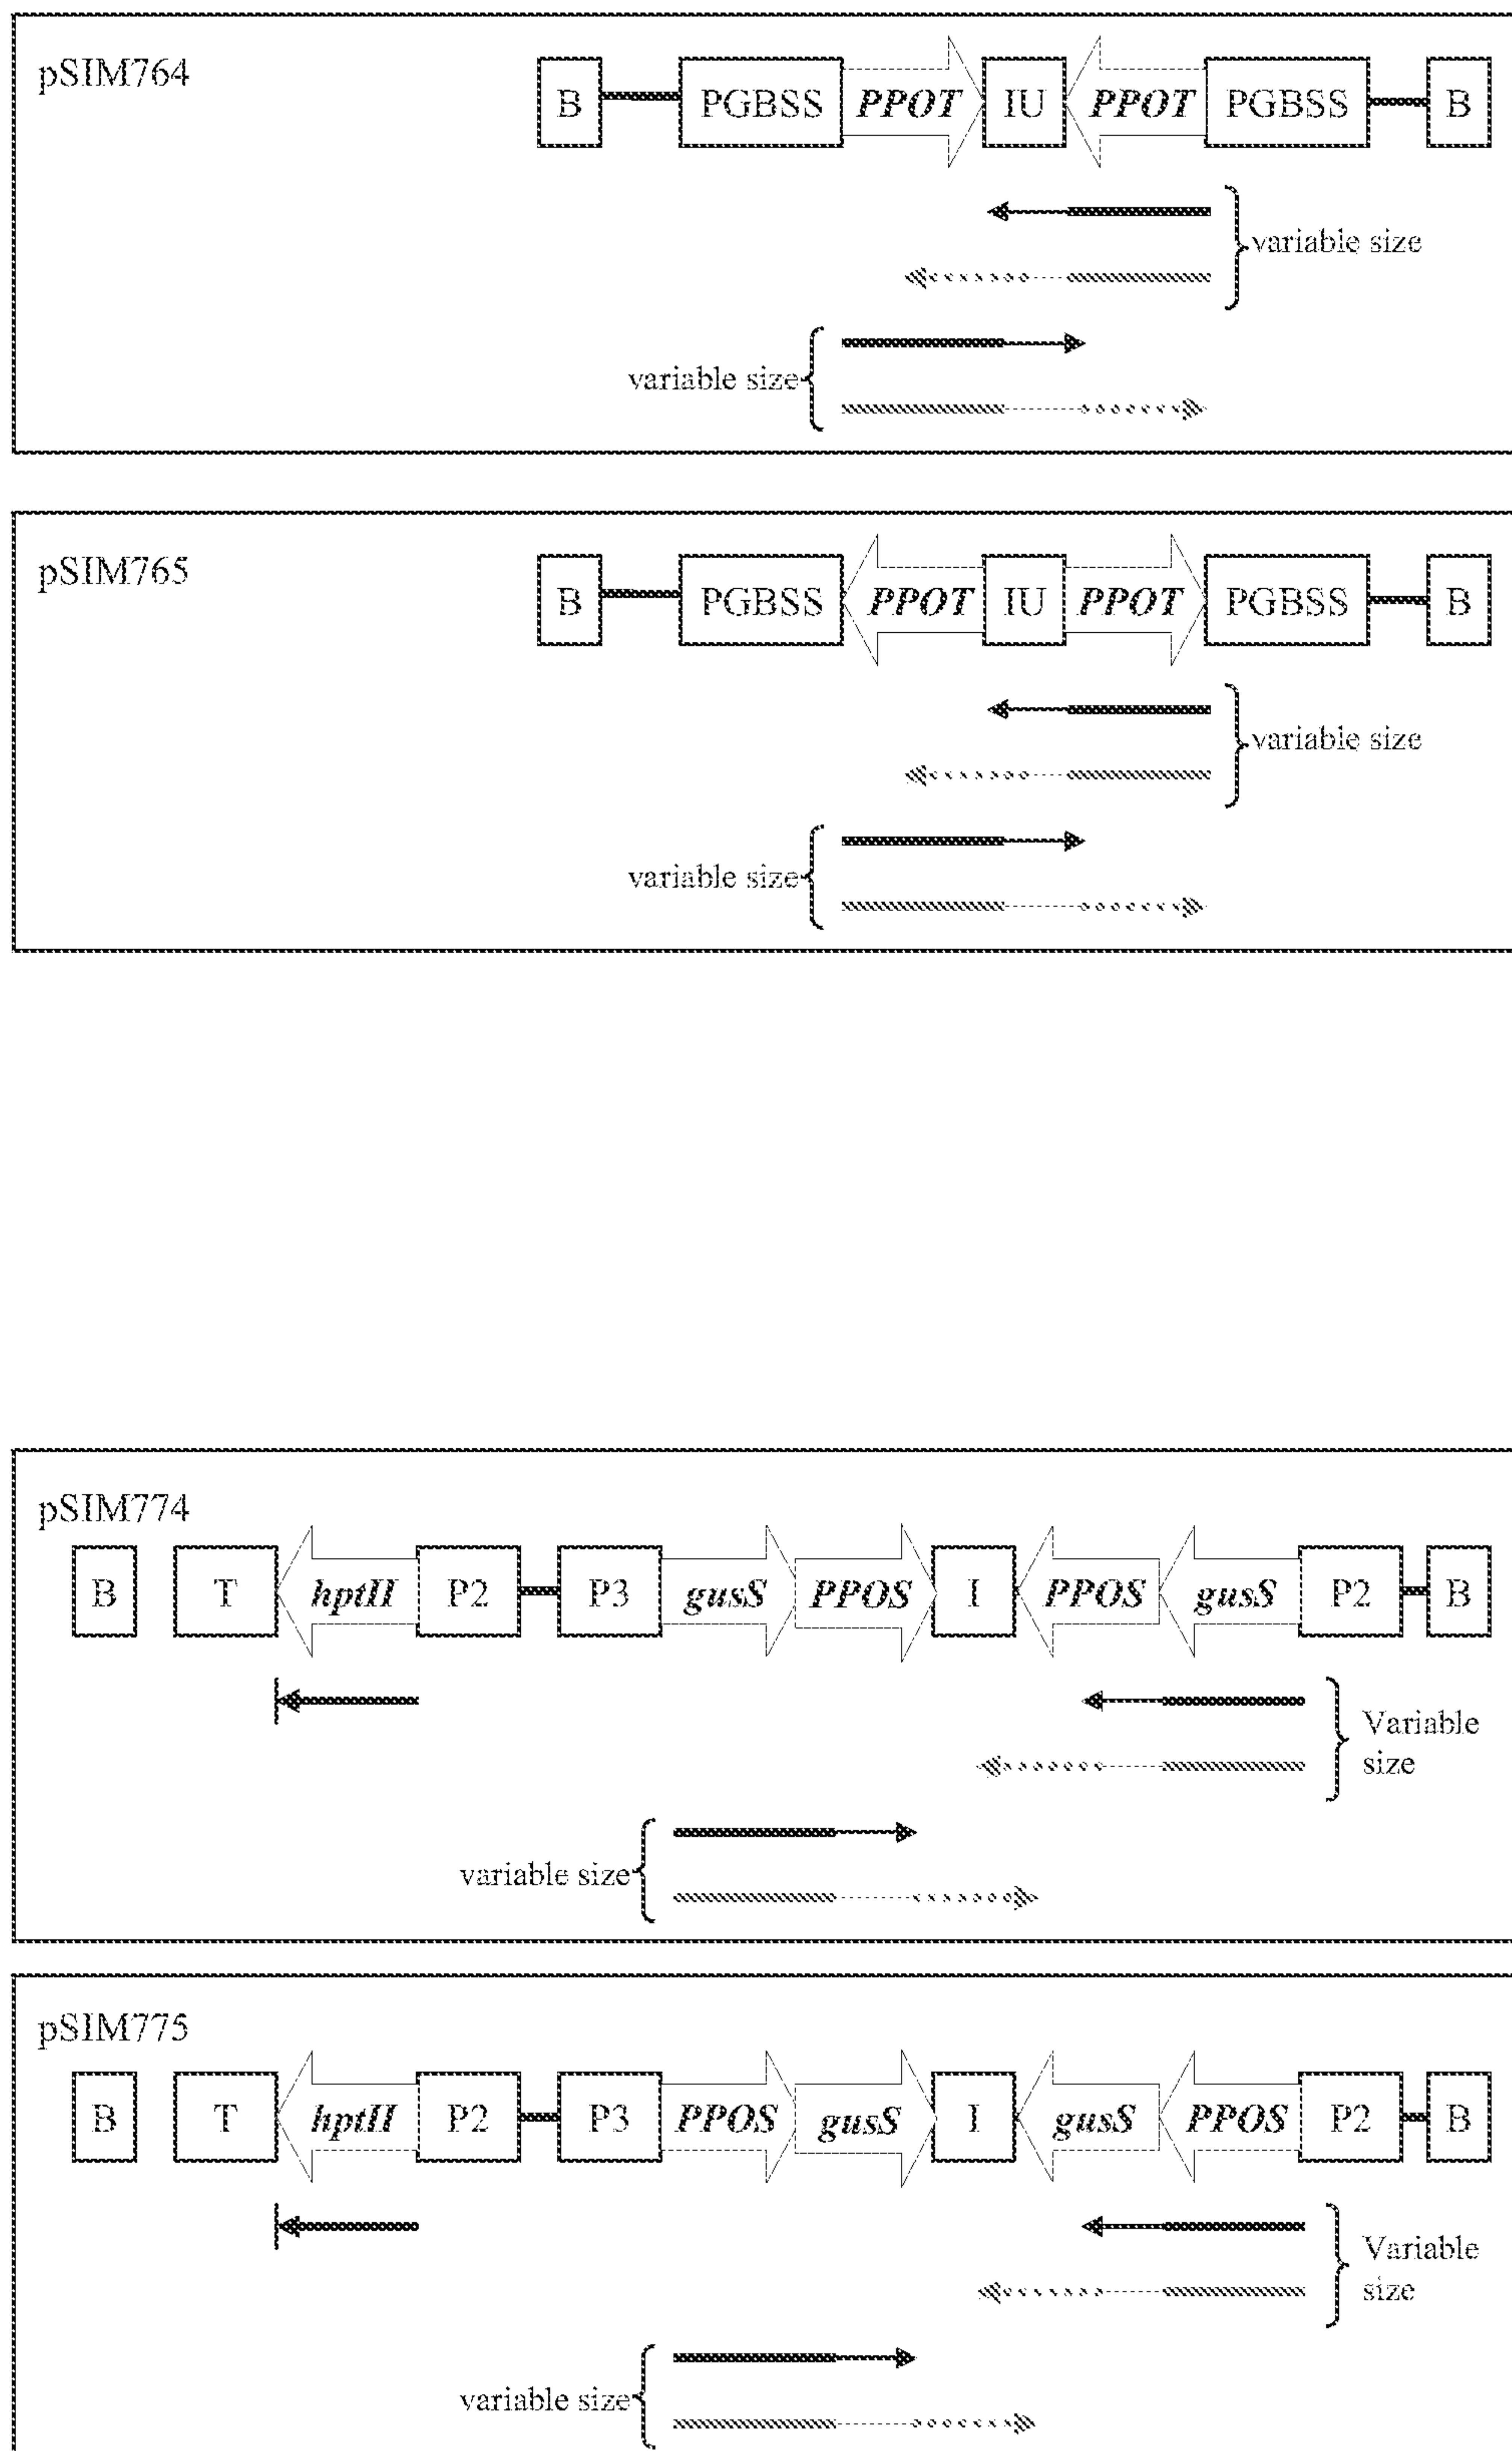 pSIM764
B PGBSS PPOT IU PPOT PGBSS B
variable size
variable size
pSIM765
B PGBSS PPOT IU PPOT PGBSS B
variable size
variable size
pSIM774
B T hptII P2 P3 gusS PPOS I PPOS gusS P2 B
Variable
size
variable size
pSIM775
B T hptII P2 P3 PPOS gusS I gusS PPOS P2 B
Variable
size
variable size